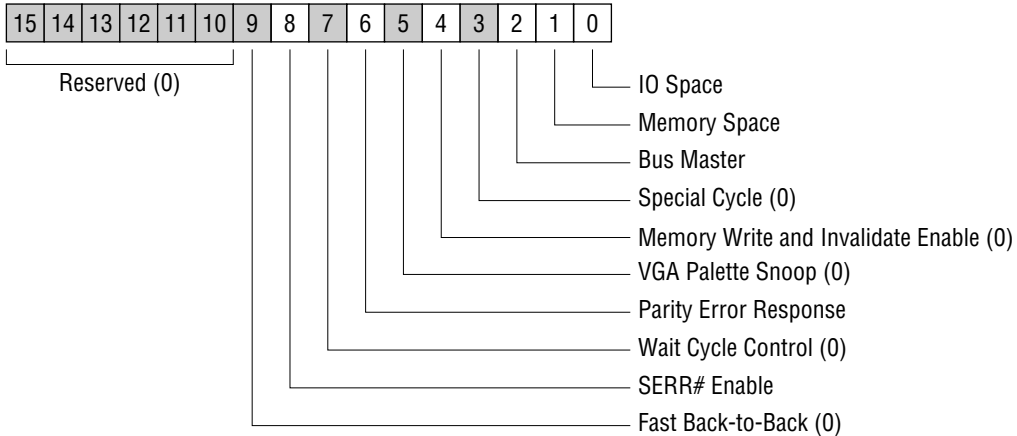 15 14 13 12 11 10 9 8 7 6 5 4 3 2 1 0
Reserved (0)
IO Space
Memory Space
Bus Master
Special Cycle (0)
Memory Write and Invalidate Enable (0)
VGA Palette Snoop (0)
Parity Error Response
Wait Cycle Control (0)
SERR# Enable
Fast Back-to-Back (0)